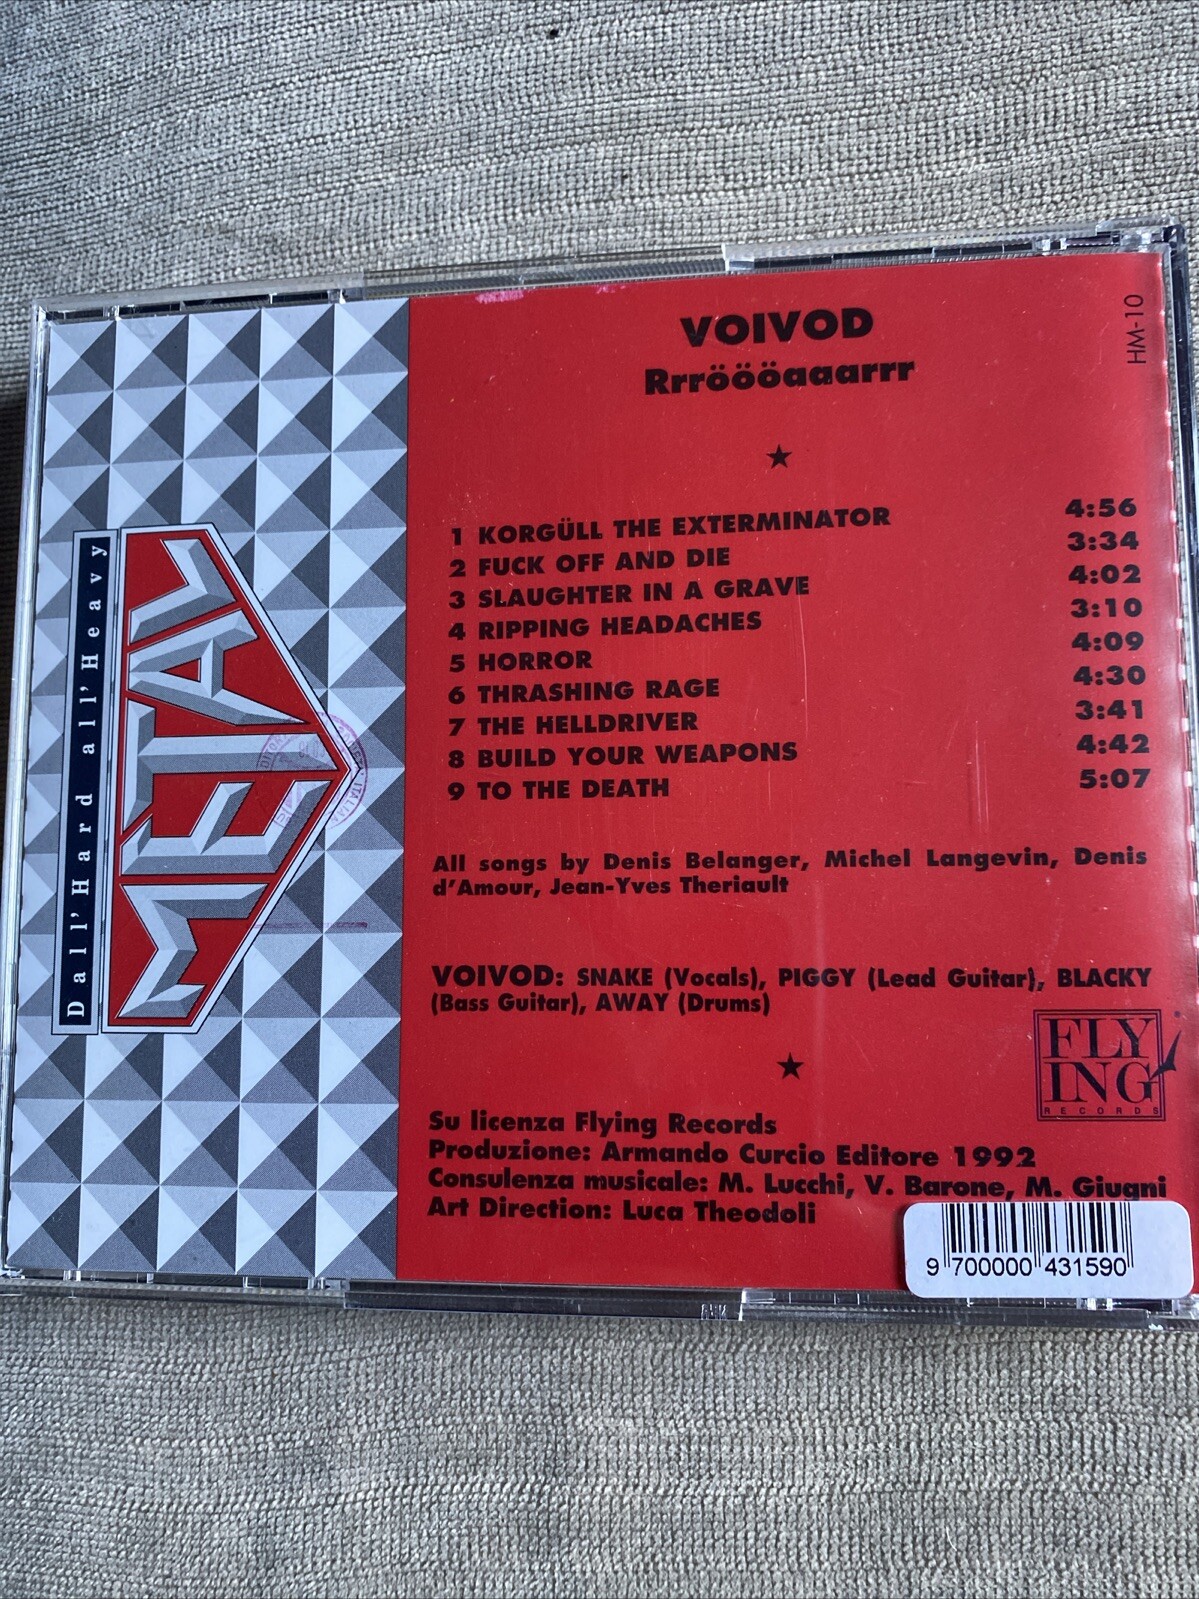 HM-10
VOIVOD
Rrröööaaarrr
1 KORGÜLL THE EXTERMINATOR 4:56
2 FUCK OFF AND DIE 3:34
3 SLAUGHTER IN A GRAVE 4:02
4 RIPPING HEADACHES 3:10
5 HORROR 4:09
6 THRASHING RAGE 4:30
7 THE HELLDRIVER 3:41
8 BUILD YOUR WEAPONS 4:42
9 TO THE DEATH 5:07
All songs by Denis Belanger, Michel Langevin, Denis
d'Amour, Jean-Yves Theriault
VOIVOD: SNAKE (Vocals), PIGGY (Lead Guitar), BLACKY
(Bass Guitar), AWAY (Drums)
FLY
ING
RECORDS
Su licenza Flying Records
Produzione: Armando Curcio Editore 1992
Consulenza musicale: M. Lucchi, V. Barone, M. Giugni
Art Direction: Luca Theodoli
9 700000 431590
Dall' Hard all' Heavy
METAL